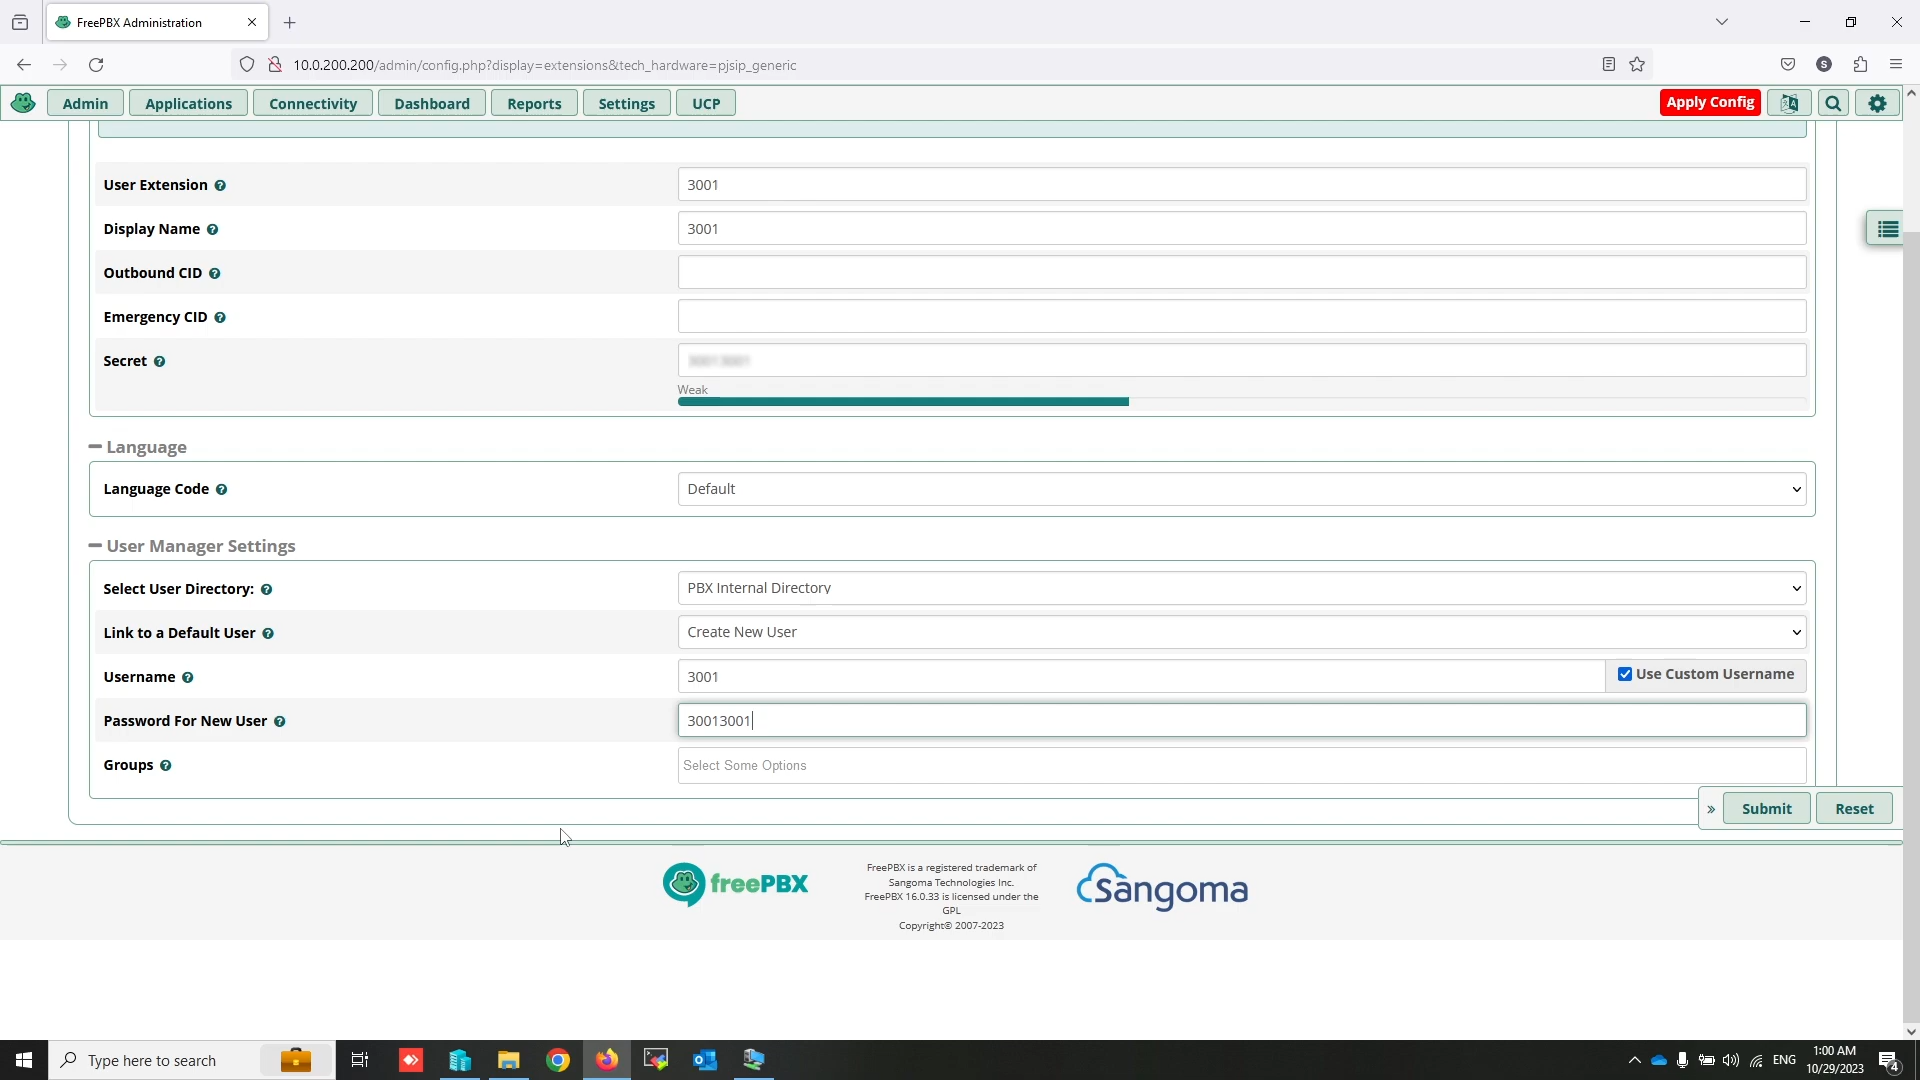 FreePBX Administration
10.0.200.200/admin/config.php?display=extensions&tech_hardware=pjsip_generic
S
Admin
Applications
Connectivity
Dashboard
Reports
Settings
UCP
Apply Config
User Extension
3001
Display Name
3001
Outbound CID
Emergency CID
Secret
Weak
Language
Language Code
Default
User Manager Settings
Select User Directory:
PBX Internal Directory
Link to a Default User
Create New User
Username
3001
Use Custom Username
Password For New User
30013001
Groups
Select Some Options
» Submit Reset
freePBX
FreePBX is a registered trademark of
Sangoma Technologies Inc.
FreePBX 16.0.33 is licensed under the
GPL
Copyright© 2007-2023
Sangoma
Type here to search
ENG
1:00 AM
10/29/2023
4